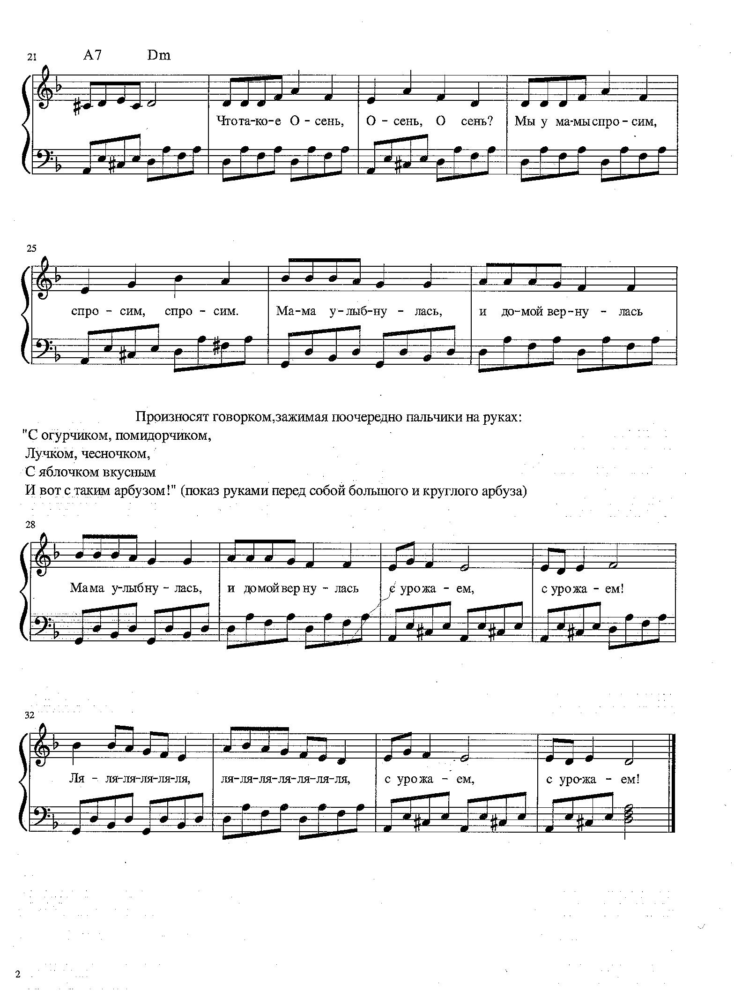 21 A7 Dm
Что та-ко-е О - сень, О - сень, О сень? Мы у ма-мы спро - сим,
25
спро - сим, спро - сим. Ма-ма у-лыб-ну - лась, и до-мой вер-ну - лась
Произносят говорком,зажимая поочередно пальчики на руках:
"С огурчиком, помидорчиком,
Лучком, чесночком,
С яблочком вкусным
И вот с таким арбузом!" (показ руками перед собой большого и круглого арбуза)
28
Ма ма у-лыб ну - лась, и до мой вер ну - лась с уро жа - ем, с уро жа - ем!
32
Ля - ля-ля-ля-ля-ля, ля-ля-ля-ля-ля-ля-ля, с уро жа - ем, с уро-жа - ем!
2